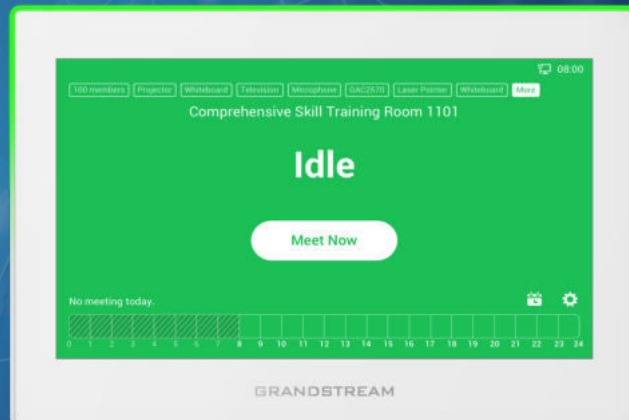 08:00
100 members Projector Whiteboard Television Microphone GAC2570 Laser Pointer Whiteboard More
Comprehensive Skill Training Room 1101
Idle
Meet Now
No meeting today.
0 1 2 3 4 5 6 7 8 9 10 11 12 13 14 15 16 17 18 19 20 21 22 23 24
GRANDSTREAM